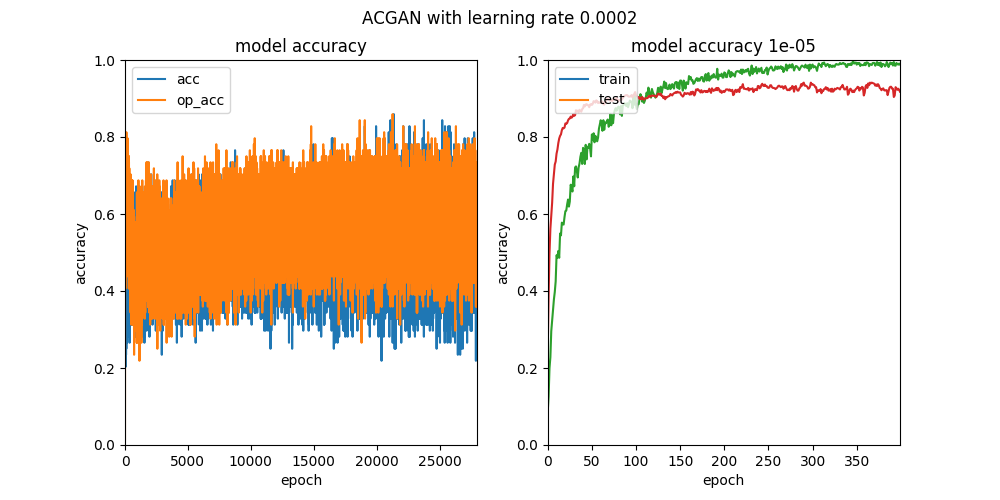 ACGAN with learning rate 0.0002
model accuracy
acc
op_acc
accuracy
1.0
0.8
0.6
0.4
0.2
0.0
0 5000 10000 15000 20000 25000
epoch
model accuracy 1e-05
train
test
accuracy
1.0
0.8
0.6
0.4
0.2
0.0
0 50 100 150 200 250 300 350
epoch